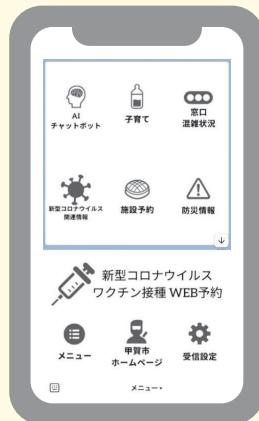 AI
チャットボット
子育て
窓口
混雑状況
新型コロナウイルス
関連情報
施設予約
防災情報
新型コロナウイルス
ワクチン接種 WEB予約
メニュー
甲賀市
ホームページ
受信設定
メニュー・